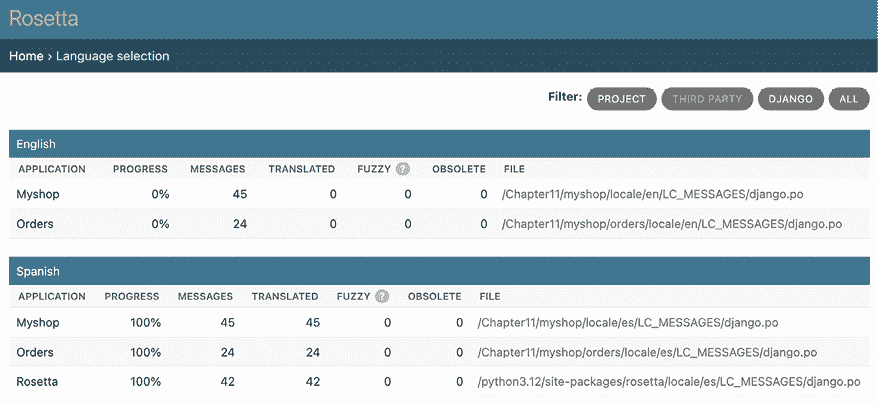 Rosetta
Home › Language selection
Filter: PROJECT THIRD PARTY DJANGO ALL
English
APPLICATION PROGRESS MESSAGES TRANSLATED FUZZY ? OBSOLETE FILE
Myshop 0% 45 0 0 0 /Chapter11/myshop/locale/en/LC_MESSAGES/django.po
Orders 0% 24 0 0 0 /Chapter11/myshop/orders/locale/en/LC_MESSAGES/django.po
Spanish
APPLICATION PROGRESS MESSAGES TRANSLATED FUZZY ? OBSOLETE FILE
Myshop 100% 45 45 0 0 /Chapter11/myshop/locale/es/LC_MESSAGES/django.po
Orders 100% 24 24 0 0 /Chapter11/myshop/orders/locale/es/LC_MESSAGES/django.po
Rosetta 100% 42 42 0 0 /python3.12/site-packages/rosetta/locale/es/LC_MESSAGES/django.po